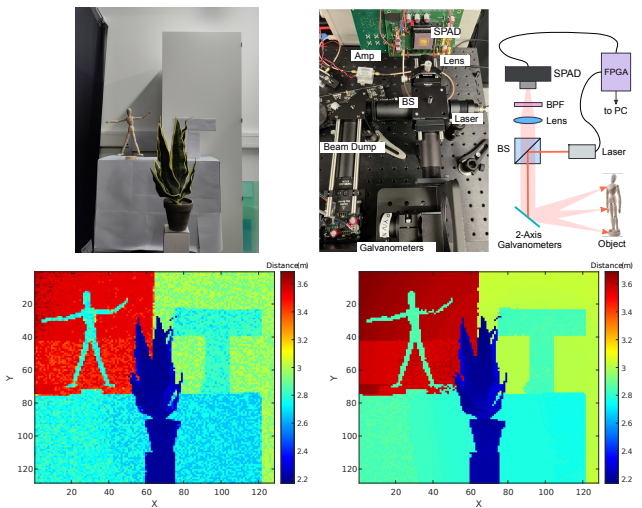 SPAD
Amp
Lens
BS
Laser
Beam Dump
Galvanometers
SPAD
FPGA
BPF
to PC
Lens
BS
Laser
2-Axis
Galvanometers
Object
Distance(m)
3.6
3.4
3.2
3
2.8
2.6
2.4
2.2
20
40
60
80
100
120
Y
20
40
60
80
100
120
X
Distance(m)
3.6
3.4
3.2
3
2.8
2.6
2.4
2.2
20
40
60
80
100
120
Y
20
40
60
80
100
120
X